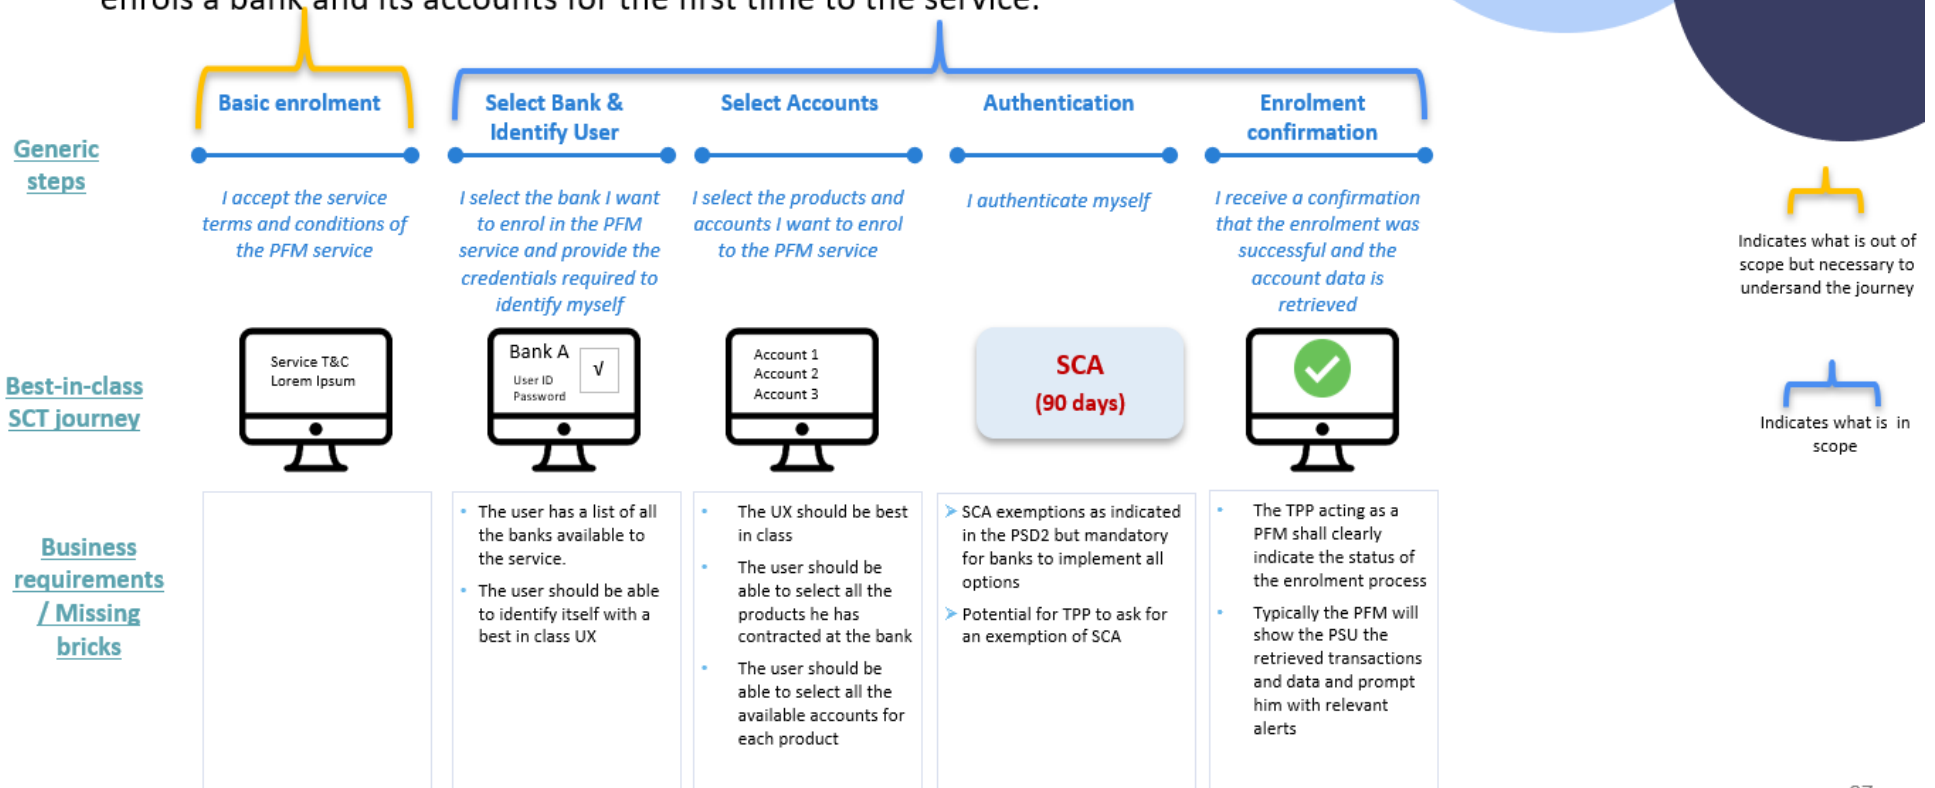 enrols a bank and its accounts for the first time to the service.
Basic enrolment
Select Bank &
Identify User
Select Accounts
Authentication
Enrolment
confirmation
Generic
steps
I accept the service
terms and conditions of
the PFM service
I select the bank I want
to enrol in the PFM
service and provide the
credentials required to
identify myself
I select the products and
accounts I want to enrol
to the PFM service
I authenticate myself
I receive a confirmation
that the enrolment was
successful and the
account data is
retrieved
Indicates what is out of
scope but necessary to
undersand the journey
Best-in-class
SCT journey
Service T&C
Lorem Ipsum
Bank A
√
User ID
Password
Account 1
Account 2
Account 3
SCA
(90 days)
Indicates what is in
scope
Business
requirements
/ Missing
bricks
• The user has a list of all
the banks available to
the service.
• The user should be able
to identify itself with a
best in class UX
• The UX should be best
in class
• The user should be
able to select all the
products he has
contracted at the bank
• The user should be
able to select all the
available accounts for
each product
➢ SCA exemptions as indicated
in the PSD2 but mandatory
for banks to implement all
options
➢ Potential for TPP to ask for
an exemption of SCA
• The TPP acting as a
PFM shall clearly
indicate the status of
the enrolment process
• Typically the PFM will
show the PSU the
retrieved transactions
and data and prompt
him with relevant
alerts